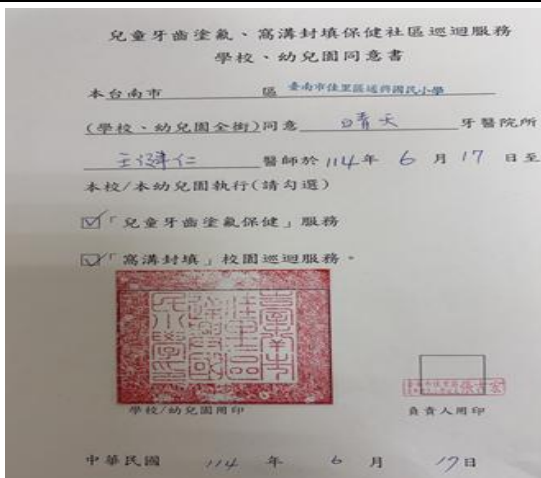 兒童牙齒塗氟、窩溝封填保健社區巡迴服務
學校、幼兒園同意書
本台南市 區 臺南市佳里區通興國民小學
(學校、幼兒園全銜)同意 晴天 牙醫院所
王健仁 醫師於114年 6 月 17 日至
本校/本幼兒園執行(請勾選)
☑「兒童牙齒塗氟保健」服務
☑「窩溝封填」校園巡迴服務。
學校/幼兒園用印
負責人用印
中華民國 114 年 6 月 17日